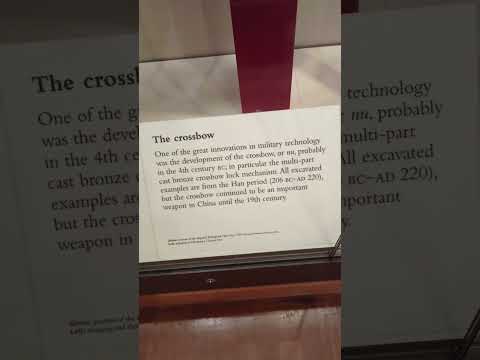 The crossbow
One of the great innovations in military technology
was the development of the crossbow, or nu, probably
in the 4th century BC; in particular the multi-part
cast bronze crossbow lock mechanism. All excavated
examples are from the Han period (206 BC–AD 220),
but the crossbow continued to be an important
weapon in China until the 19th century.